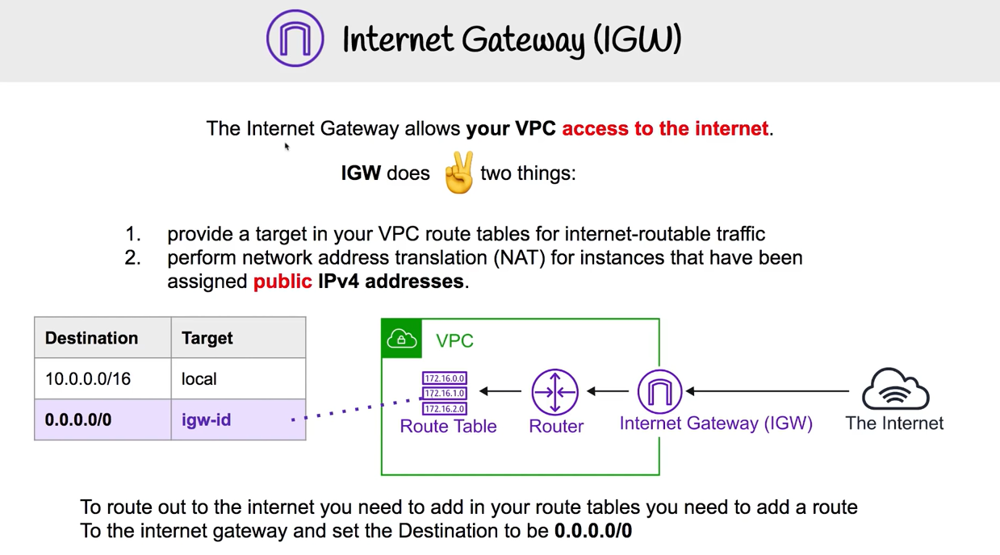 Internet Gateway (IGW)
The Internet Gateway allows your VPC access to the internet.
IGW does ✌️ two things:
1. provide a target in your VPC route tables for internet-routable traffic
2. perform network address translation (NAT) for instances that have been
assigned public IPv4 addresses.
Destination Target
10.0.0.0/16 local
0.0.0.0/0 igw-id
VPC
172.16.0.0
172.16.1.0
172.16.2.0
Route Table Router Internet Gateway (IGW) The Internet
To route out to the internet you need to add in your route tables you need to add a route
To the internet gateway and set the Destination to be 0.0.0.0/0